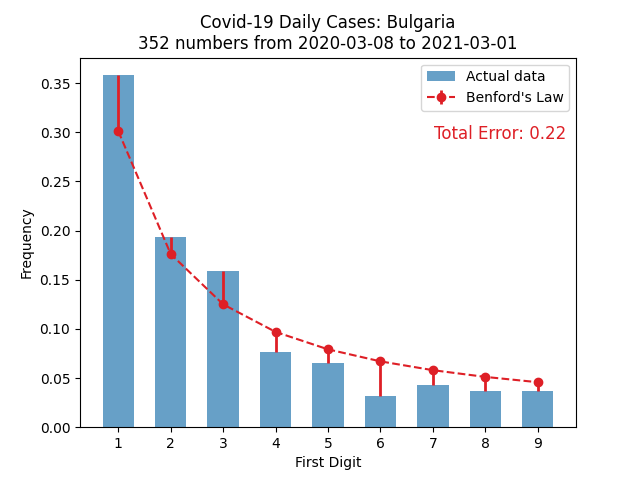 Covid-19 Daily Cases: Bulgaria
352 numbers from 2020-03-08 to 2021-03-01
Actual data
Benford's Law
Total Error: 0.22
Frequency
0.35
0.30
0.25
0.20
0.15
0.10
0.05
0.00
1 2 3 4 5 6 7 8 9
First Digit